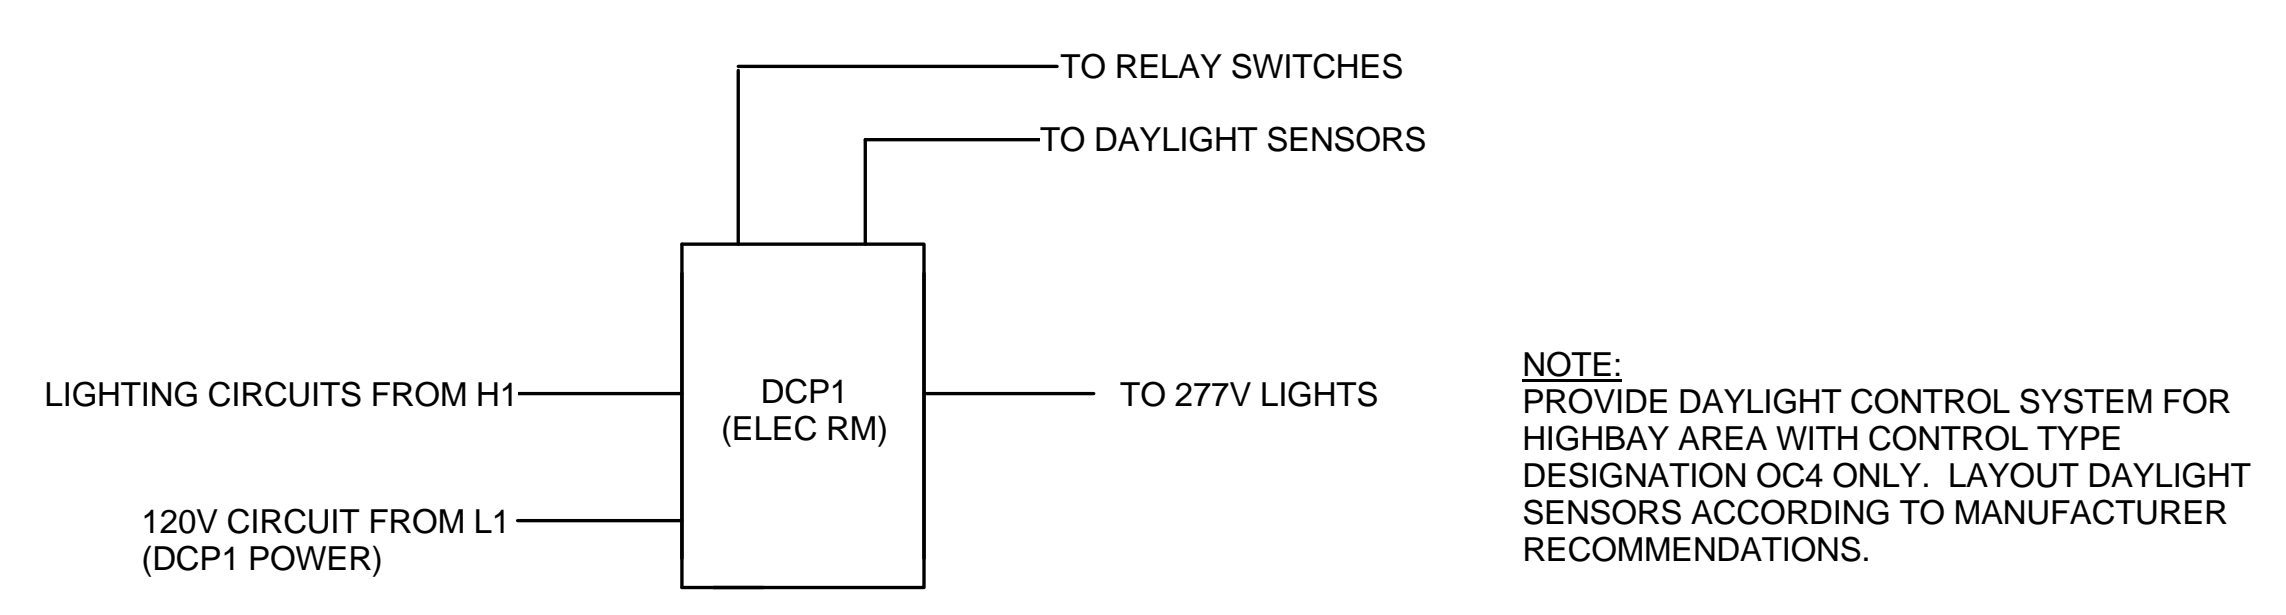 TO RELAY SWITCHES
TO DAYLIGHT SENSORS
LIGHTING CIRCUITS FROM H1
DCP1
(ELEC RM)
TO 277V LIGHTS
120V CIRCUIT FROM L1
(DCP1 POWER)
NOTE:
PROVIDE DAYLIGHT CONTROL SYSTEM FOR
HIGHBAY AREA WITH CONTROL TYPE
DESIGNATION OC4 ONLY.  LAYOUT DAYLIGHT
SENSORS ACCORDING TO MANUFACTURER
RECOMMENDATIONS.